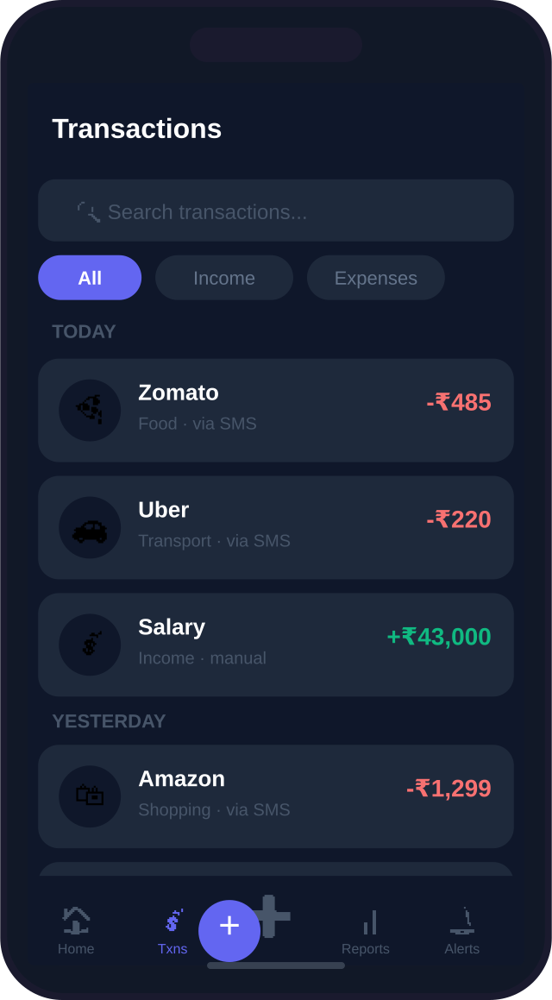 Transactions
Search transactions...
All Income Expenses
TODAY
Zomato
Food · via SMS
-₹485
Uber
Transport · via SMS
-₹220
Salary
Income · manual
+₹43,000
YESTERDAY
Amazon
Shopping · via SMS
-₹1,299
+
Home Txns Reports Alerts